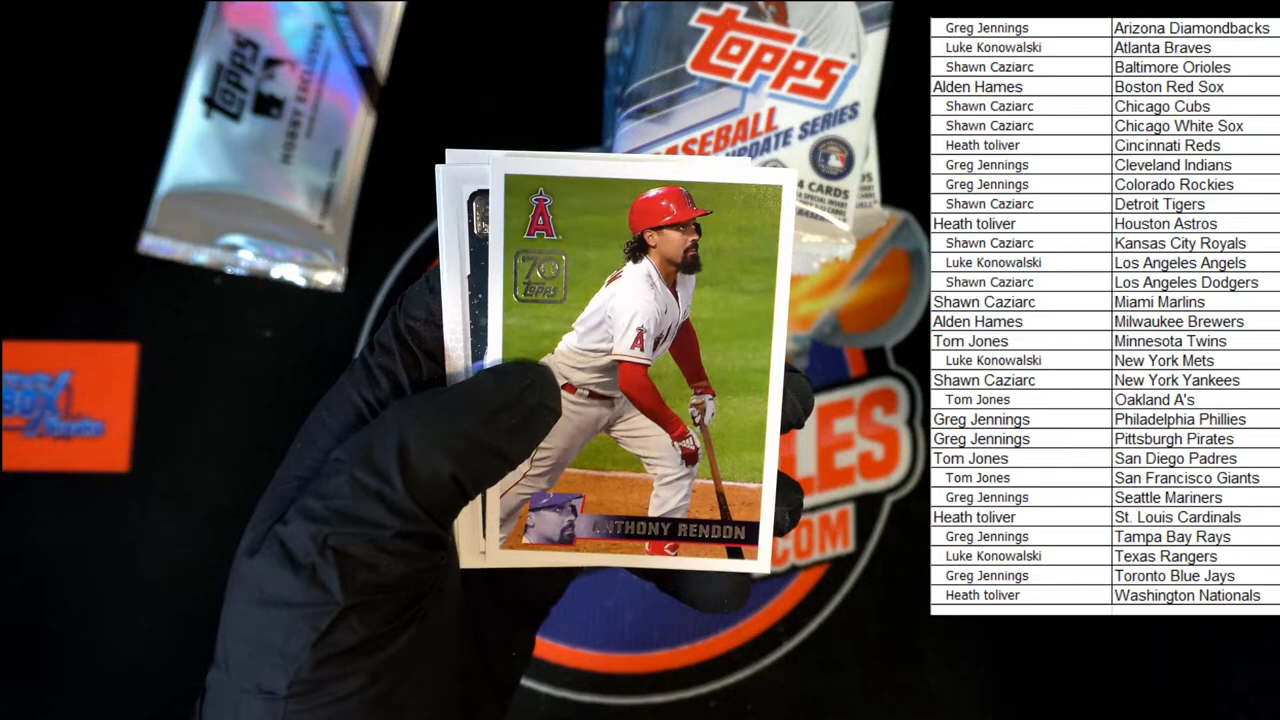 TOPPS
HOBBY EXCLUSIVE
TOPPS
BASEBALL
UPDATE SERIES
4 CARDS
A
70
TOPPS
ANTHONY RENDON
BOX
LES
.COM
Greg Jennings Arizona Diamondbacks
Luke Konowalski Atlanta Braves
Shawn Caziarc Baltimore Orioles
Alden Hames Boston Red Sox
Shawn Caziarc Chicago Cubs
Shawn Caziarc Chicago White Sox
Heath toliver Cincinnati Reds
Greg Jennings Cleveland Indians
Greg Jennings Colorado Rockies
Shawn Caziarc Detroit Tigers
Heath toliver Houston Astros
Shawn Caziarc Kansas City Royals
Luke Konowalski Los Angeles Angels
Shawn Caziarc Los Angeles Dodgers
Shawn Caziarc Miami Marlins
Alden Hames Milwaukee Brewers
Tom Jones Minnesota Twins
Luke Konowalski New York Mets
Shawn Caziarc New York Yankees
Tom Jones Oakland A's
Greg Jennings Philadelphia Phillies
Greg Jennings Pittsburgh Pirates
Tom Jones San Diego Padres
Tom Jones San Francisco Giants
Greg Jennings Seattle Mariners
Heath toliver St. Louis Cardinals
Greg Jennings Tampa Bay Rays
Luke Konowalski Texas Rangers
Greg Jennings Toronto Blue Jays
Heath toliver Washington Nationals